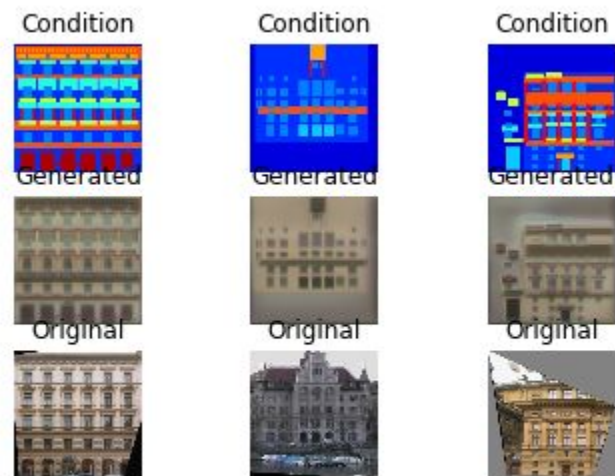 Condition Condition Condition
Generated Generated Generated
Original Original Original